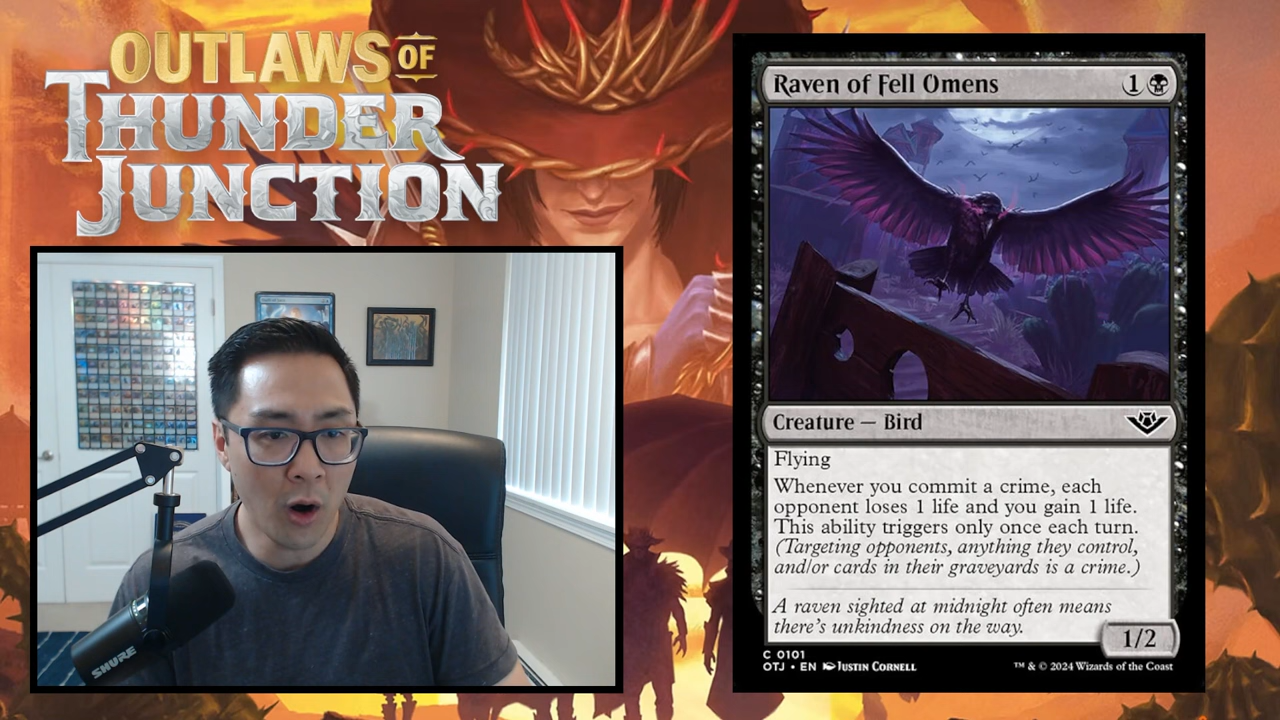 OUTLAWS OF
THUNDER
JUNCTION
SHURE
Raven of Fell Omens 1
Creature — Bird
Flying
Whenever you commit a crime, each
opponent loses 1 life and you gain 1 life.
This ability triggers only once each turn.
(Targeting opponents, anything they control,
and/or cards in their graveyards is a crime.)
A raven sighted at midnight often means
there's unkindness on the way.
1/2
C 0101
OTJ • EN Justin Cornell
™ & © 2024 Wizards of the Coast